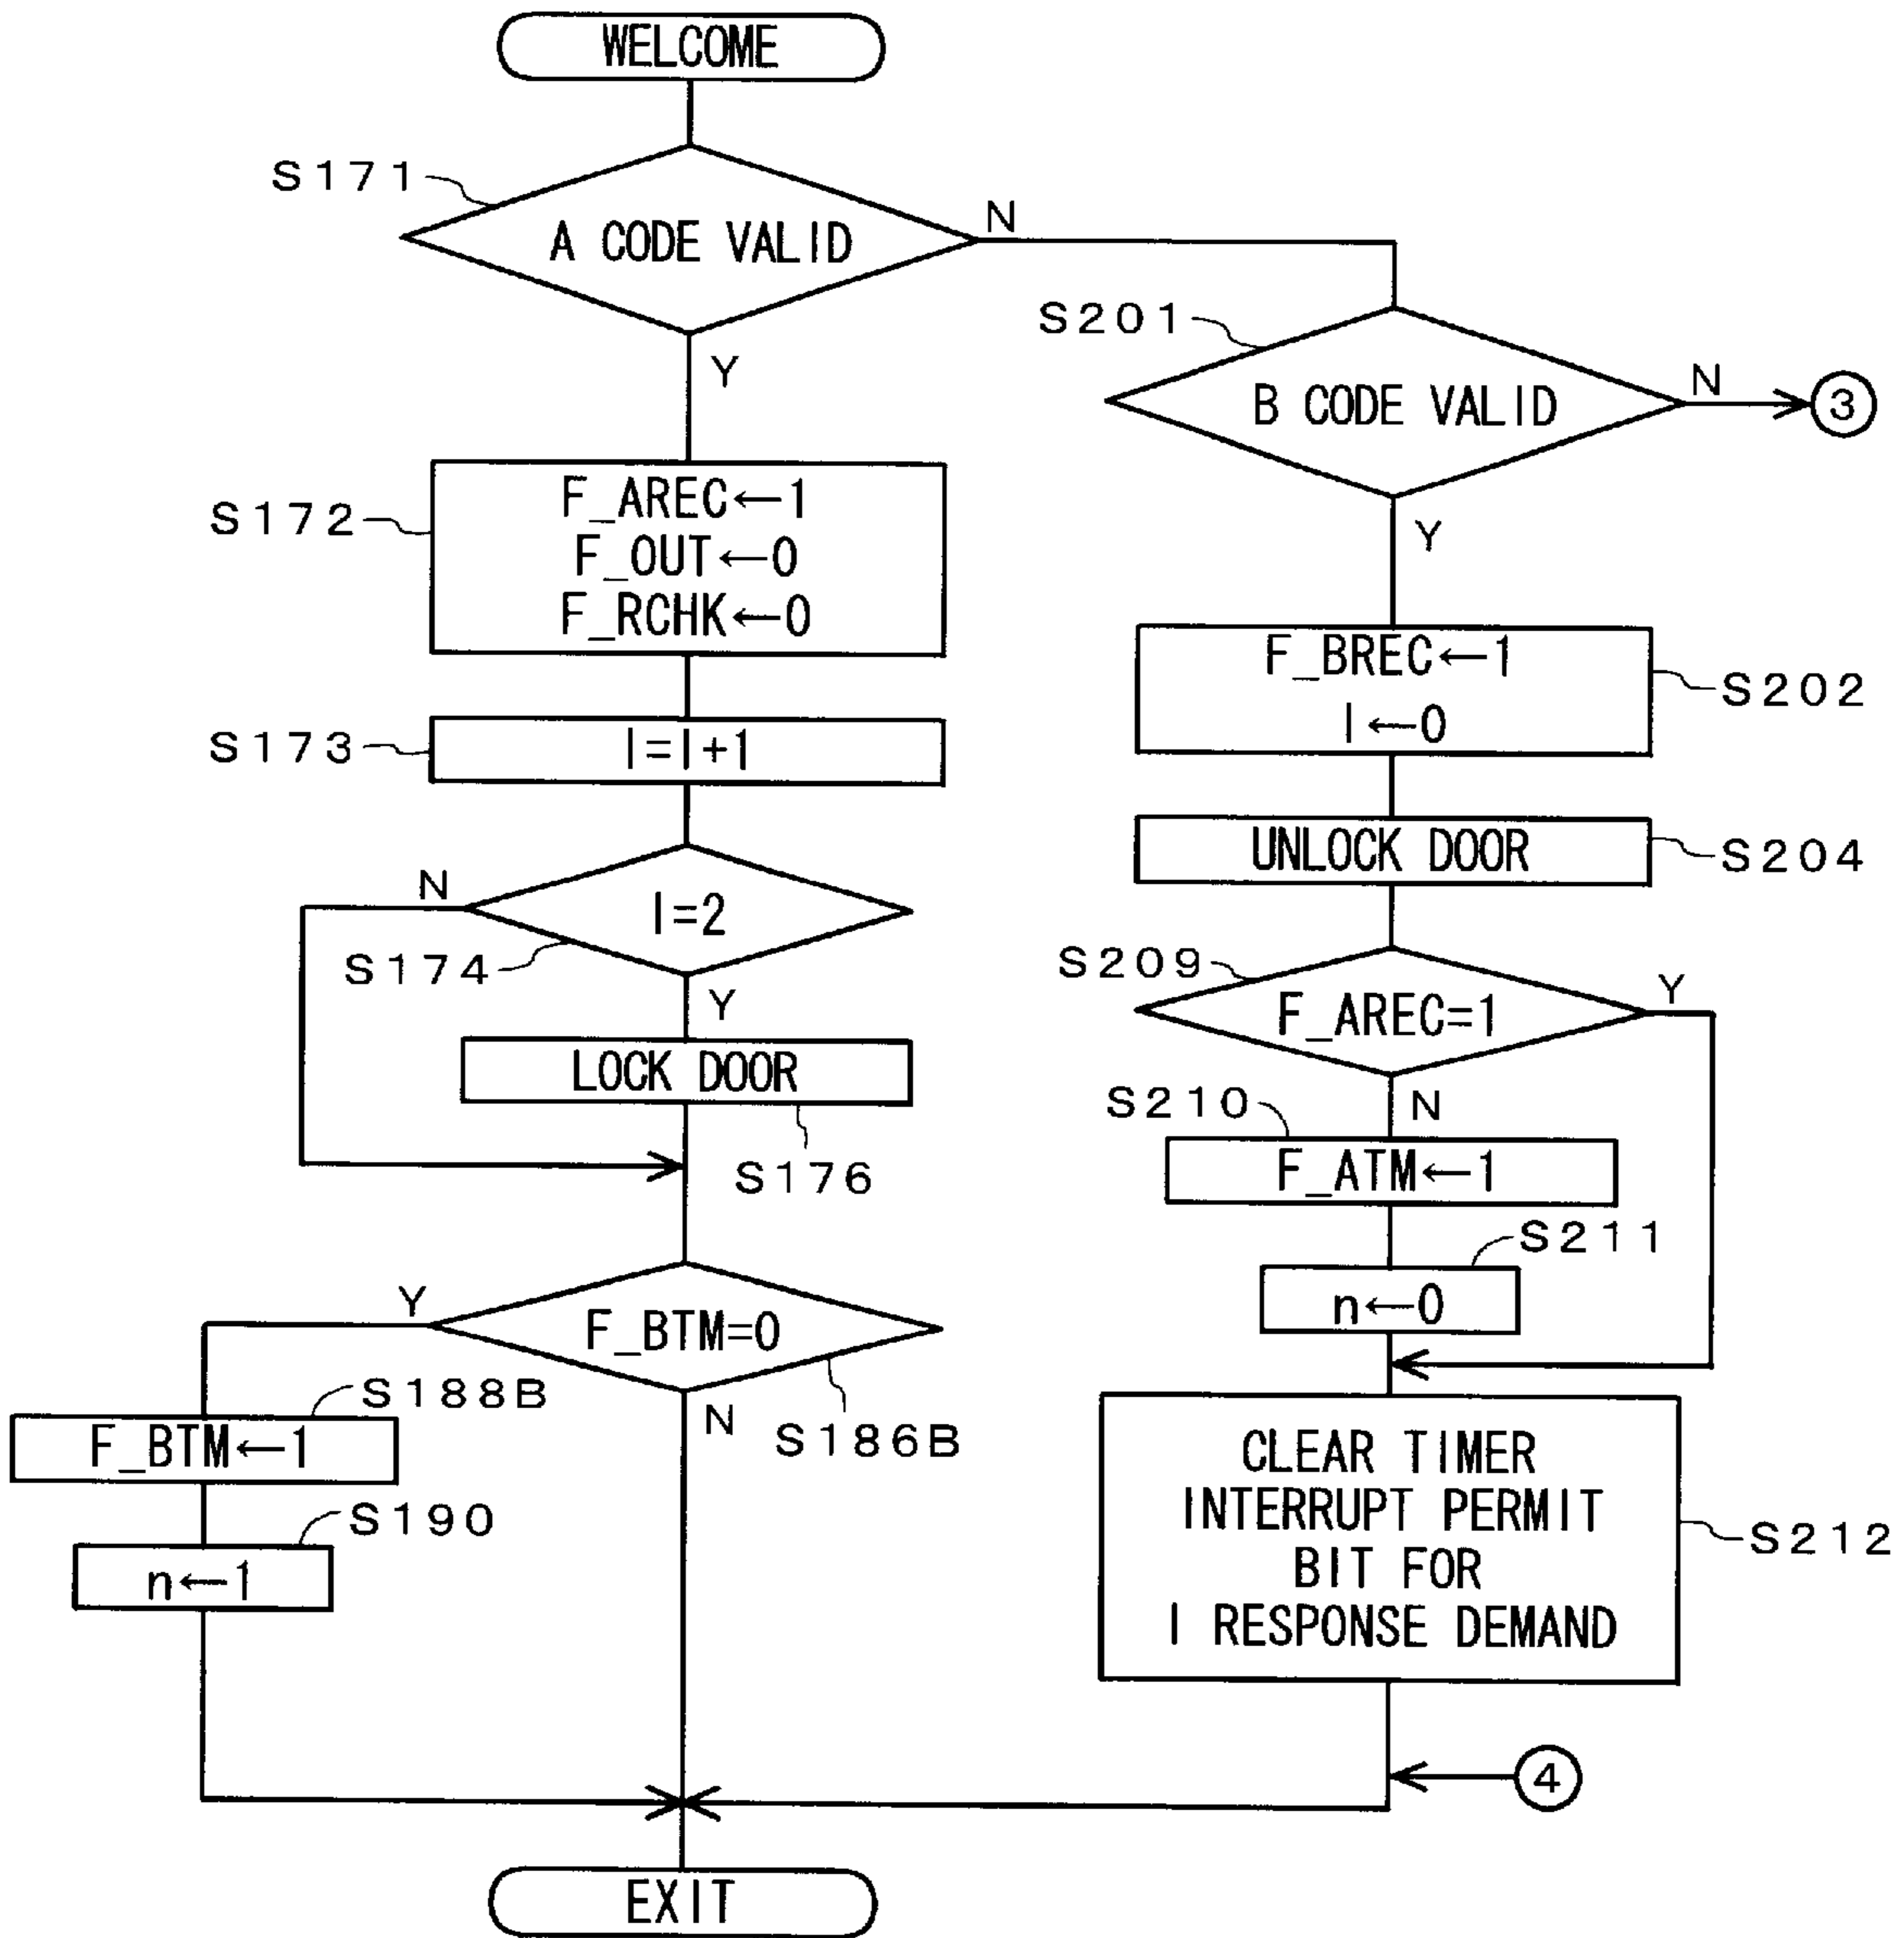 WELCOME
S171
A CODE VALID
N
Y
S172
F_AREC←1
F_OUT←0
F_RCHK←0
S173
I=I+1
N
I=2
S174
Y
LOCK DOOR
S176
Y
F_BTM=0
S186B
N
S188B
F_BTM←1
S190
n←1
S201
B CODE VALID
N
3
Y
F_BREC←1
I←0
S202
UNLOCK DOOR
S204
S209
F_AREC=1
Y
N
S210
F_ATM←1
S211
n←0
CLEAR TIMER
INTERRUPT PERMIT
BIT FOR
I RESPONSE DEMAND
S212
4
EXIT